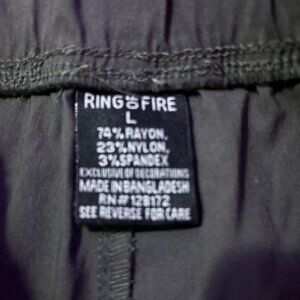 RING OF FIRE
L
74% RAYON,
23% NYLON,
3% SPANDEX
EXCLUSIVE OF DECORATIONS
MADE IN BANGLADESH
RN# 128172
SEE REVERSE FOR CARE